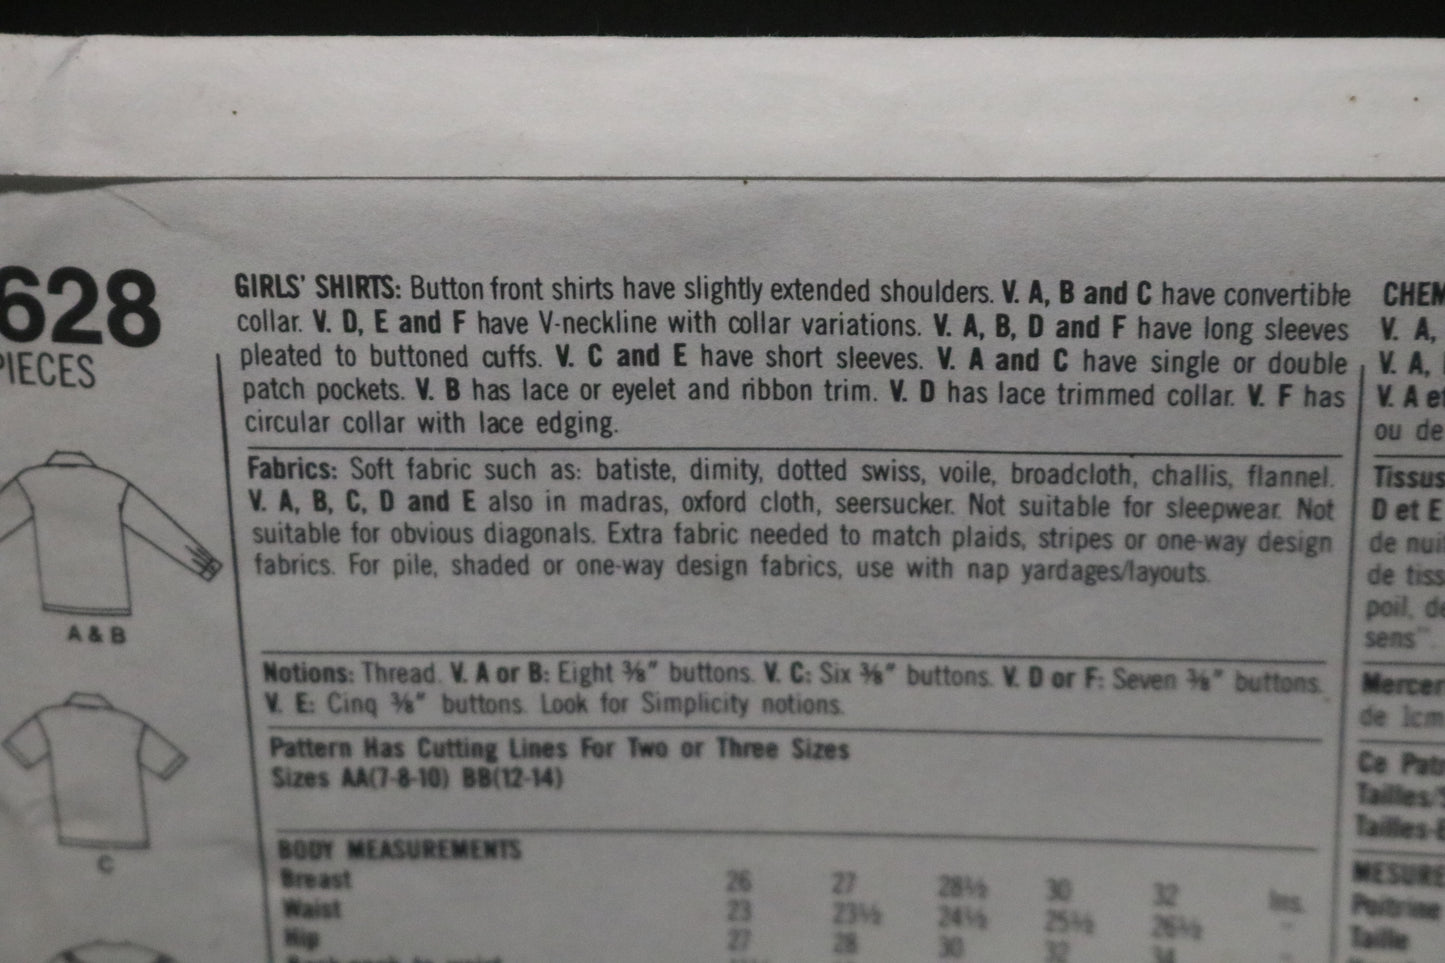 628
PIECES
GIRLS' SHIRTS: Button front shirts have slightly extended shoulders. V. A, B and C have convertible
collar. V. D, E and F have V-neckline with collar variations. V. A, B, D and F have long sleeves
pleated to buttoned cuffs. V. C and E have short sleeves. V. A and C have single or double
patch pockets. V. B has lace or eyelet and ribbon trim. V. D has lace trimmed collar. V. F has
circular collar with lace edging.
Fabrics: Soft fabric such as: batiste, dimity, dotted swiss, voile, broadcloth, challis, flannel.
V. A, B, C, D and E also in madras, oxford cloth, seersucker. Not suitable for sleepwear. Not
suitable for obvious diagonals. Extra fabric needed to match plaids, stripes or one-way design
fabrics. For pile, shaded or one-way design fabrics, use with nap yardages/layouts.
Notions: Thread. V. A or B: Eight ⅜" buttons. V. C: Six ⅜" buttons. V. D or F: Seven ⅜" buttons.
V. E: Cinq ⅜" buttons. Look for Simplicity notions.
Pattern Has Cutting Lines For Two or Three Sizes
Sizes AA(7-8-10) BB(12-14)
BODY MEASUREMENTS
Breast 26 27 28½ 30 32 Ins.
Waist 23 23½ 24½ 25½ 26½ "
Hip 27 28 30 32 34
A & B
C
CHEM
V. A,
V. A,
V. A et
ou de
Tissus
D et E
de nuit
de tiss
poil, de
sens".
Mercer
de 1cm
Ce Patr
Tailles
Tailles
MESURE
Poitrine
Taille